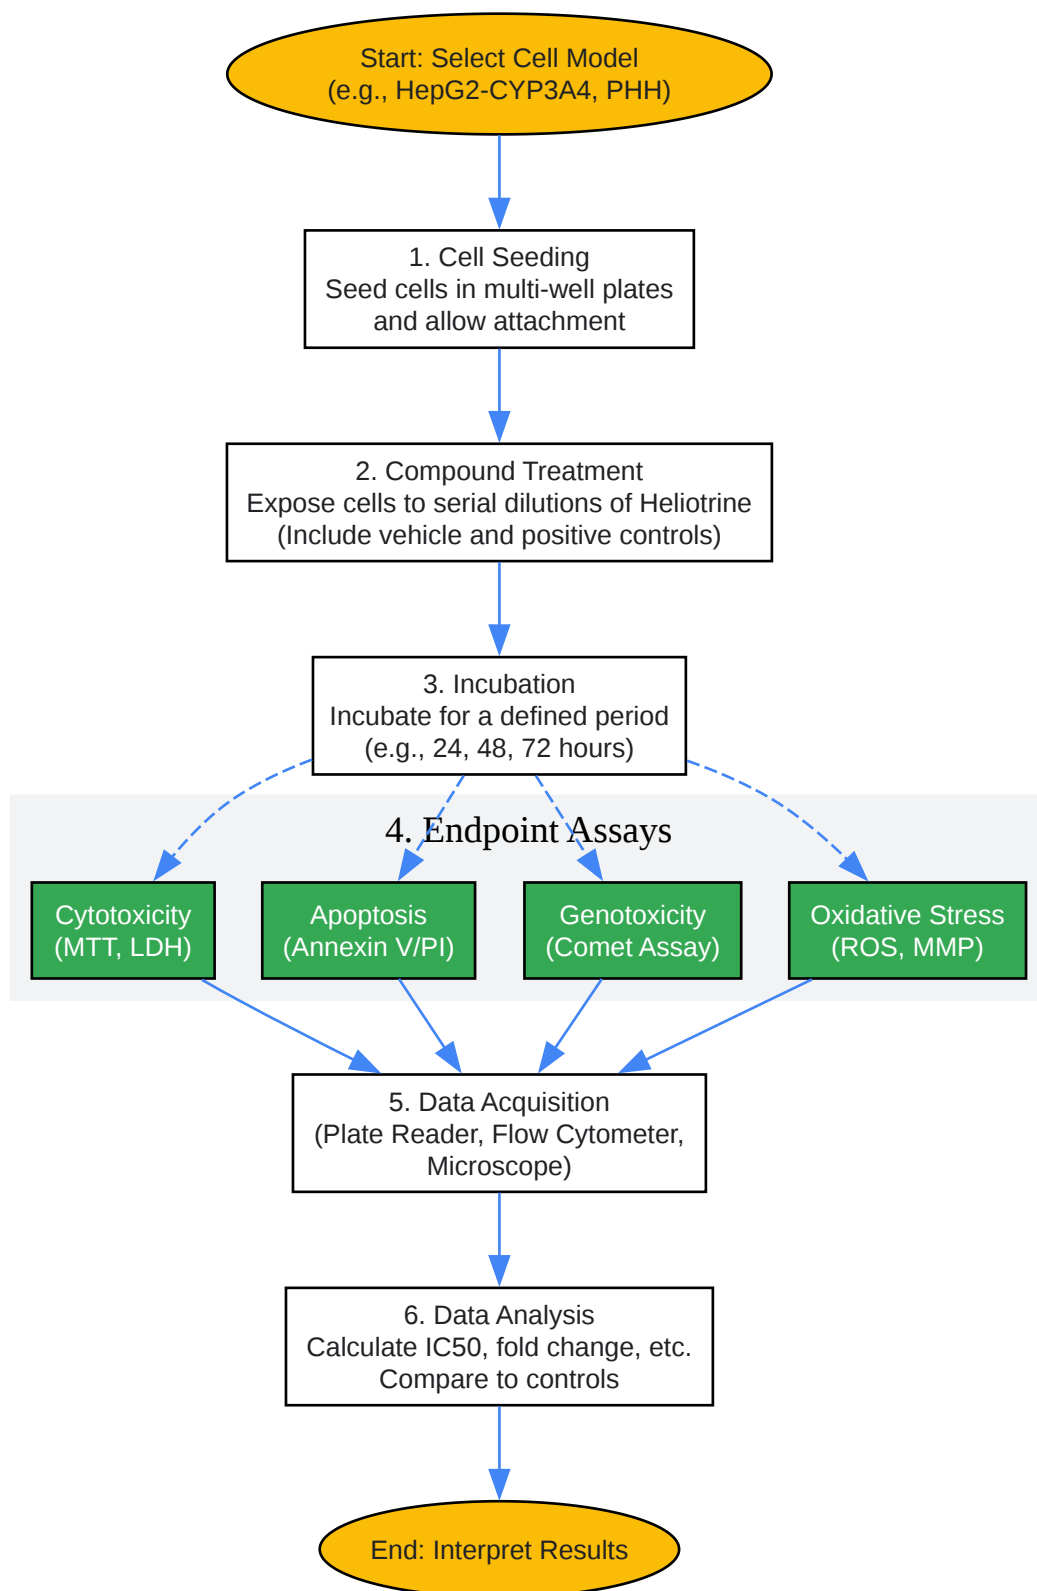 Start: Select Cell Model
(e.g., HepG2-CYP3A4, PHH)
1. Cell Seeding
Seed cells in multi-well plates
and allow attachment
2. Compound Treatment
Expose cells to serial dilutions of Heliotrine
(Include vehicle and positive controls)
3. Incubation
Incubate for a defined period
(e.g., 24, 48, 72 hours)
4. Endpoint Assays
Cytotoxicity
(MTT, LDH)
Apoptosis
(Annexin V/PI)
Genotoxicity
(Comet Assay)
Oxidative Stress
(ROS, MMP)
5. Data Acquisition
(Plate Reader, Flow Cytometer,
Microscope)
6. Data Analysis
Calculate IC50, fold change, etc.
Compare to controls
End: Interpret Results